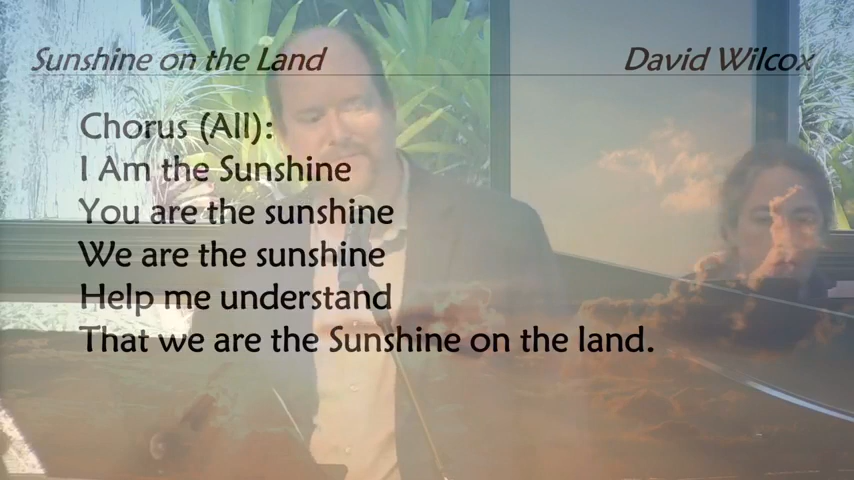 Sunshine on the Land David Wilcox
Chorus (All):
I Am the Sunshine
You are the sunshine
We are the sunshine
Help me understand
That we are the Sunshine on the land.